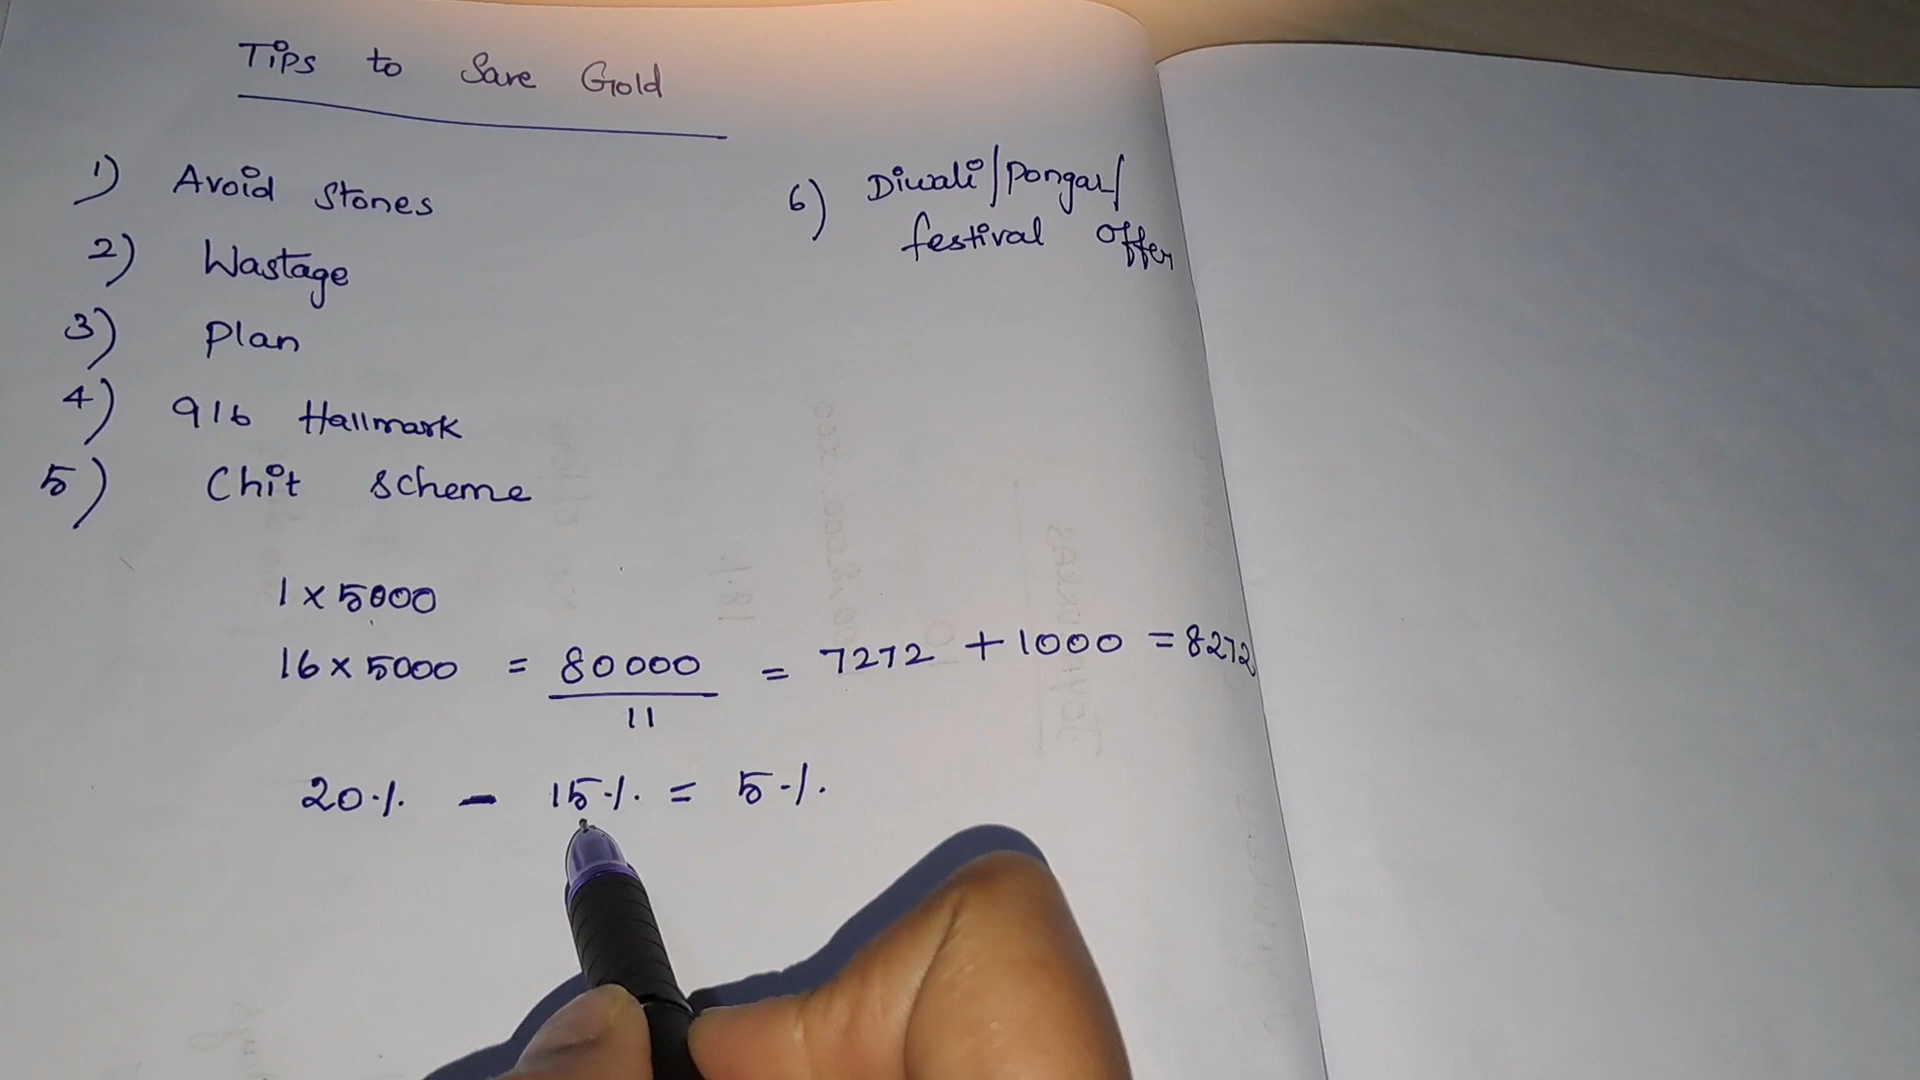 Tips to Save Gold
1) Avoid Stones
2) Wastage
3) Plan
4) 916 Hallmark
5) Chit Scheme
6) Diwali/Pongal/
festival offer
1 x 5000
16 x 5000 = 80000 / 11 = 7272 + 1000 = 8272
20% - 15% = 5%